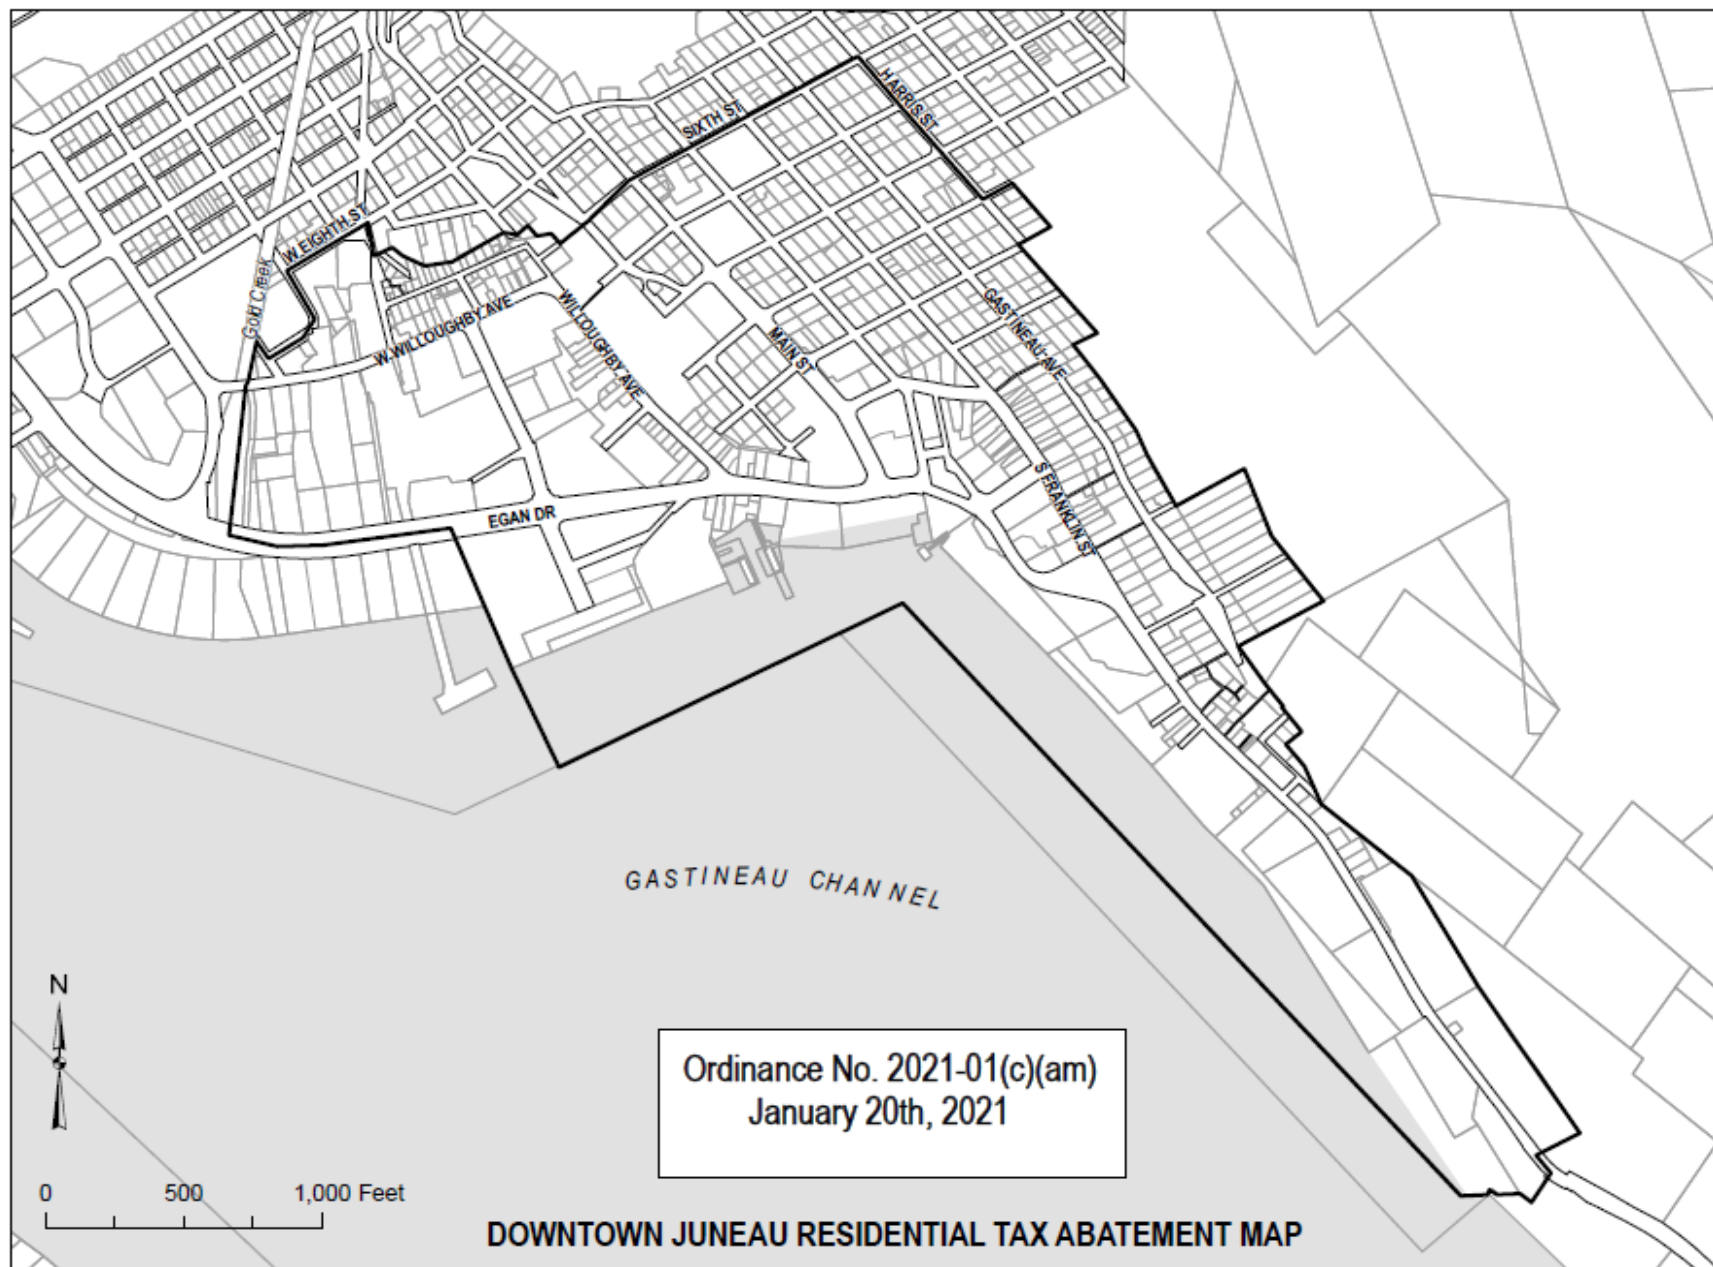 HARRIS ST
SIXTH ST
W EIGHTH ST
Gold Creek
W WILLOUGHBY AVE
WILLOUGHBY AVE
MAIN ST
GASTINEAU AVE
S FRANKLIN ST
EGAN DR
GASTINEAU CHANNEL
N
Ordinance No. 2021-01(c)(am)
January 20th, 2021
0 500 1,000 Feet
DOWNTOWN JUNEAU RESIDENTIAL TAX ABATEMENT MAP